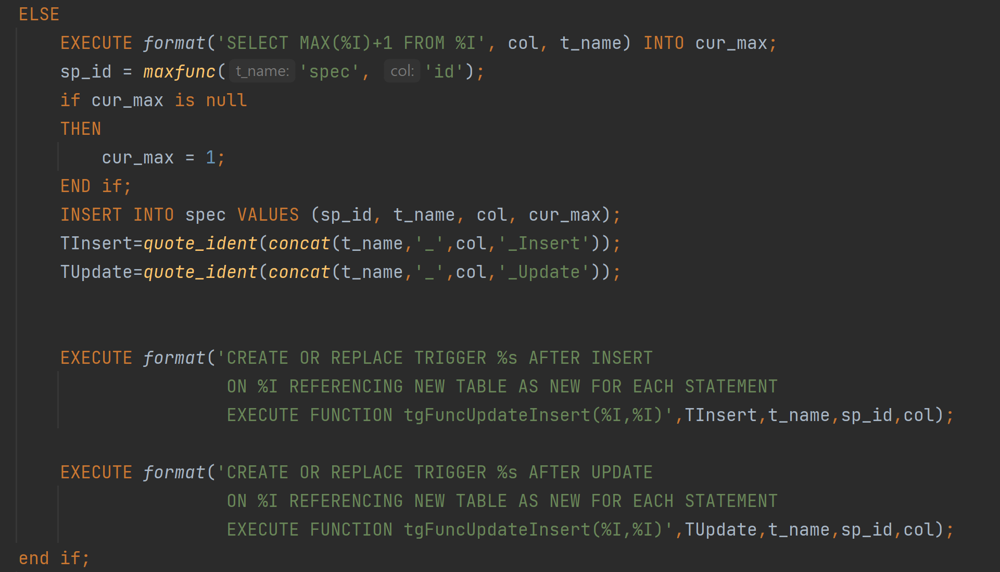 ELSE
    EXECUTE format('SELECT MAX(%I)+1 FROM %I', col, t_name) INTO cur_max;
    sp_id = maxfunc( t_name: 'spec', col: 'id');
    if cur_max is null
    THEN
        cur_max = 1;
    END if;
    INSERT INTO spec VALUES (sp_id, t_name, col, cur_max);
    TInsert=quote_ident(concat(t_name,'_',col,'_Insert'));
    TUpdate=quote_ident(concat(t_name,'_',col,'_Update'));
    EXECUTE format('CREATE OR REPLACE TRIGGER %s AFTER INSERT
                    ON %I REFERENCING NEW TABLE AS NEW FOR EACH STATEMENT
                    EXECUTE FUNCTION tgFuncUpdateInsert(%I,%I)',TInsert,t_name,sp_id,col);
    EXECUTE format('CREATE OR REPLACE TRIGGER %s AFTER UPDATE
                    ON %I REFERENCING NEW TABLE AS NEW FOR EACH STATEMENT
                    EXECUTE FUNCTION tgFuncUpdateInsert(%I,%I)',TUpdate,t_name,sp_id,col);
end if;